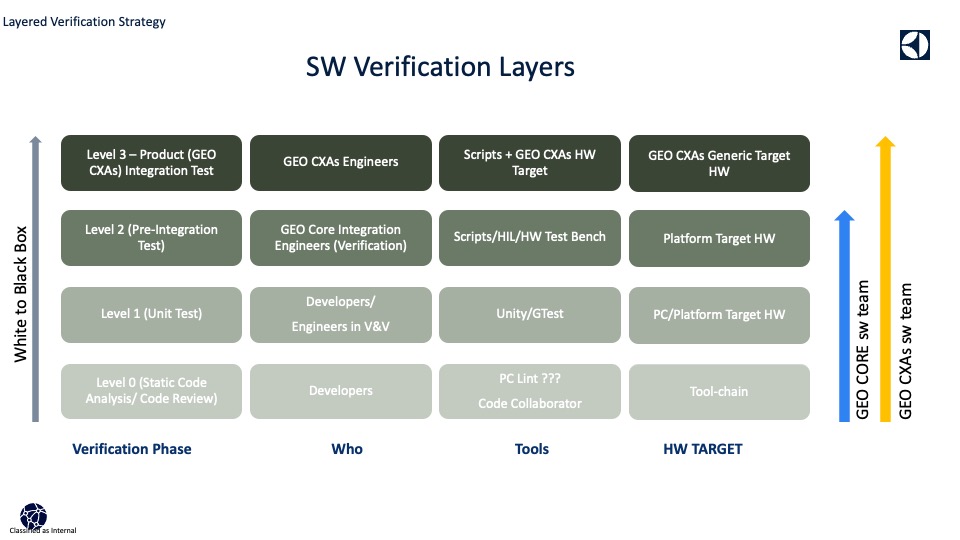 Layered Verification Strategy
SW Verification Layers
Level 3 – Product (GEO
CXAs) Integration Test
GEO CXAs Engineers
Scripts + GEO CXAs HW
Target
GEO CXAs Generic Target
HW
Level 2 (Pre-Integration
Test)
GEO Core Integration
Engineers (Verification)
Scripts/HIL/HW Test Bench
Platform Target HW
Level 1 (Unit Test)
Developers/
Engineers in V&V
Unity/GTest
PC/Platform Target HW
Level 0 (Static Code
Analysis/ Code Review)
Developers
PC Lint ???
Code Collaborator
Tool-chain
White to Black Box
GEO CORE sw team
GEO CXAs sw team
Verification Phase
Who
Tools
HW TARGET
Classified as Internal